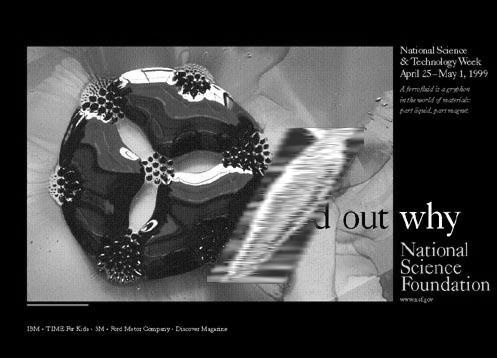 National Science
& Technology Week
April 25–May 1, 1999
A ferrofluid is a gryphon
in the world of materials:
part liquid, part magnet.
out why
National
Science
Foundation
www.nsf.gov
IBM • TIME For Kids • 3M • Ford Motor Company • Discover Magazine